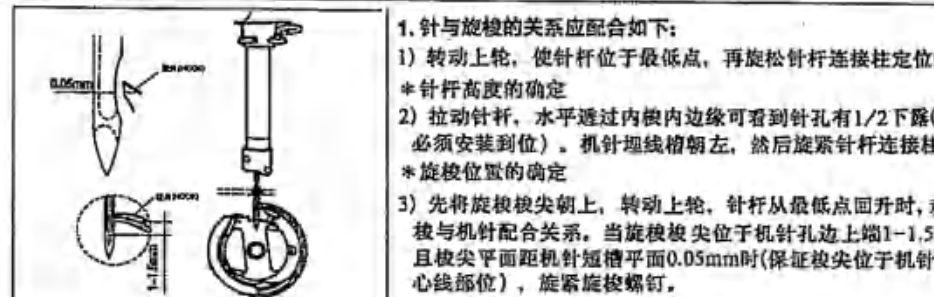 0.05mm
1-1.5mm
1. 针与旋梭的关系应配合如下:
1) 转动上轮, 使针杆位于最低点, 再旋松针杆连接柱定位
*针杆高度的确定
2) 拉动针杆, 水平透过内梭内边缘可看到针孔有1/2下露(
必须安装到位) 。机针埋线槽朝左, 然后旋紧针杆连接柱
*旋梭位置的确定
3) 先将旋梭梭尖朝上, 转动上轮, 针杆从最低点回升时,
梭与机针配合关系。当旋梭梭尖位于机针孔边上端1-1.5
且梭尖平面距机针短槽平面0.05mm时(保证梭尖位于机针
心线部位) , 旋紧旋梭螺钉。